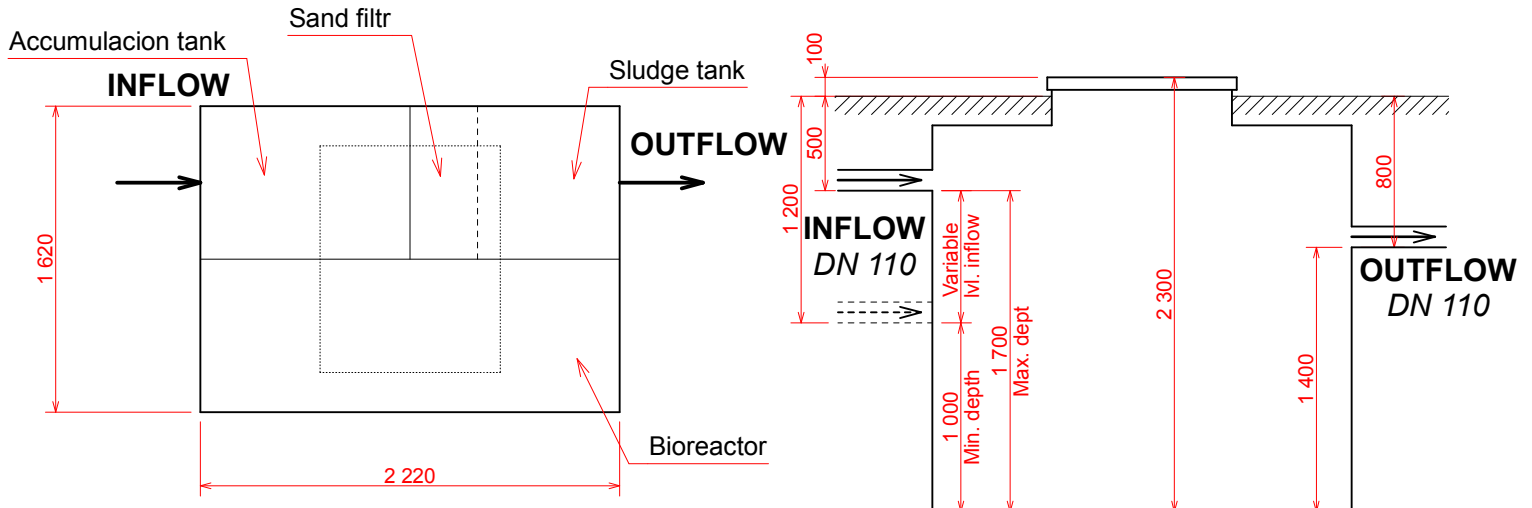 Sand filtr
Accumulacion tank
INFLOW
Sludge tank
OUTFLOW
1 620
2 220
Bioreactor
100
500
1 200
INFLOW
DN 110
Variable
lvl. inflow
1 700
Max. dept
1 000
Min. depth
2 300
800
OUTFLOW
DN 110
1 400